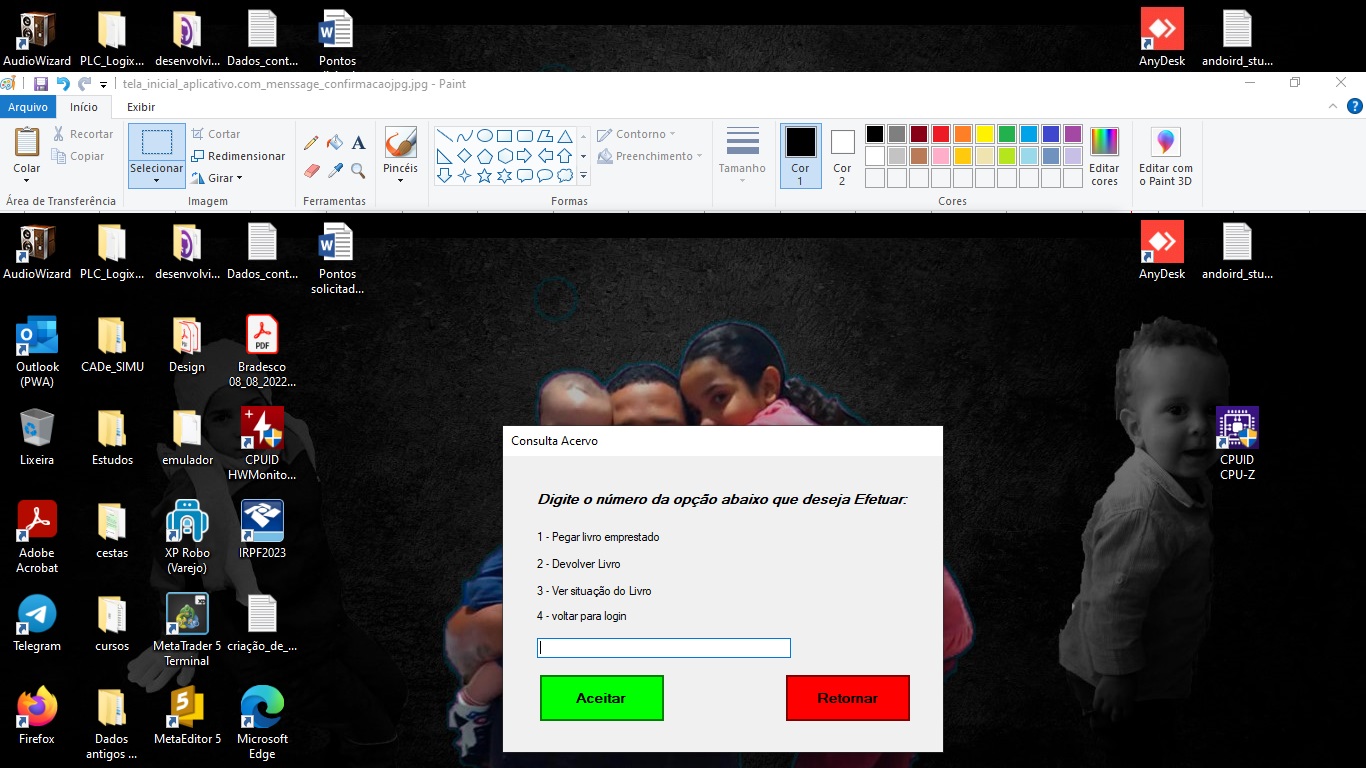 AudioWizard PLC_Logix... desenvolvi... Dados_cont... Pontos AnyDesk andoird_stu...
tela_inicial_aplicativo.com_menssage_confirmacaojpg.jpg - Paint
Arquivo Início Exibir
Colar
Recortar
Copiar
Área de Transferência
Selecionar
Cortar
Redimensionar
Girar
Imagem
A
Ferramentas
Pincéis
Contorno
Preenchimento
Formas
Tamanho
Cor
1
Cor
2
Editar
cores
Cores
Editar com
o Paint 3D
AudioWizard PLC_Logix... desenvolvi... Dados_cont... Pontos
solicitad...
AnyDesk andoird_stu...
Outlook
(PWA)
CADe_SIMU
Design
PDF
Bradesco
08_08_2022...
Lixeira
Estudos
emulador
CPUID
HWMonito...
CPUID
CPU-Z
Adobe
Acrobat
cestas
XP Robo
(Varejo)
IRPF2023
Telegram
cursos
MetaTrader 5
Terminal
criação_de_...
Firefox
Dados
antigos ...
MetaEditor 5
Microsoft
Edge
Consulta Acervo
Digite o número da opção abaixo que deseja Efetuar:
1 - Pegar livro emprestado
2 - Devolver Livro
3 - Ver situação do Livro
4 - voltar para login
Aceitar Retornar